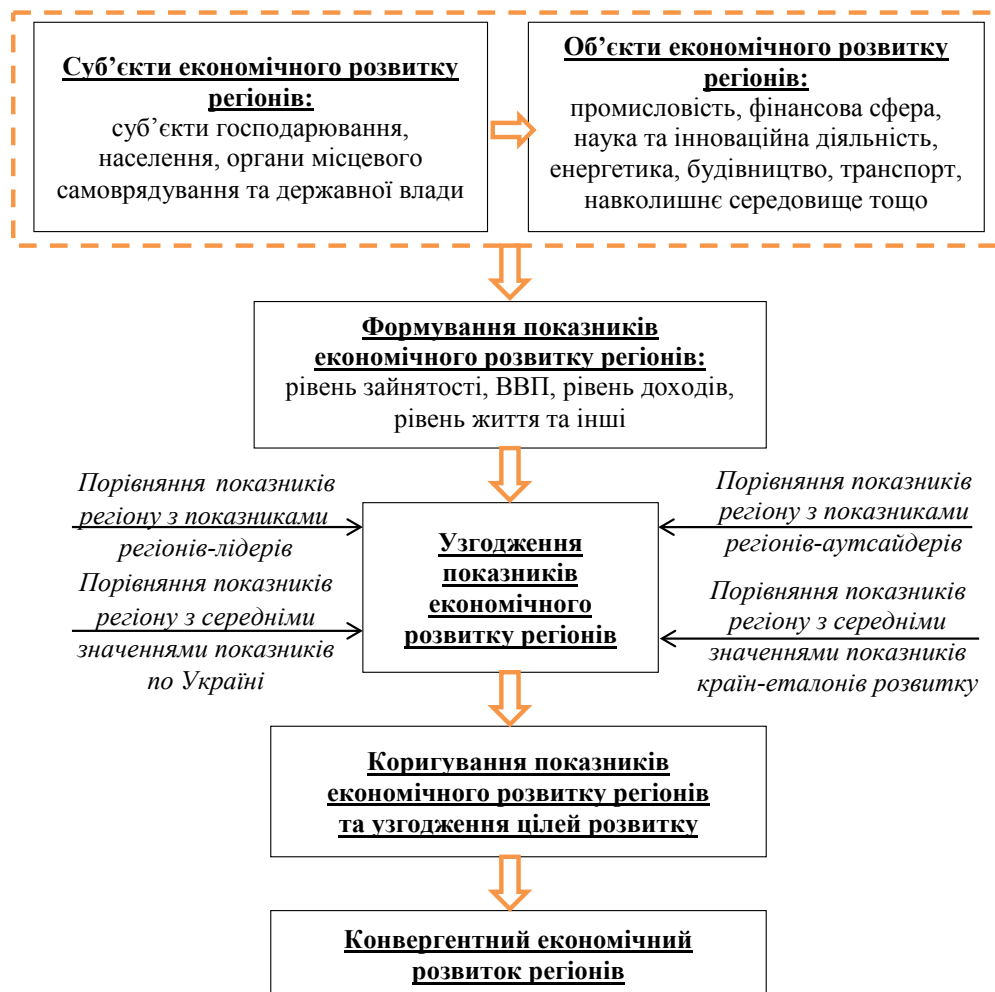 Суб’єкти економічного розвитку
регіонів:
суб’єкти господарювання,
населення, органи місцевого
самоврядування та державної влади
Об’єкти економічного розвитку
регіонів:
промисловість, фінансова сфера,
наука та інноваційна діяльність,
енергетика, будівництво, транспорт,
навколишнє середовище тощо
Формування показників
економічного розвитку регіонів:
рівень зайнятості, ВВП, рівень доходів,
рівень життя та інші
Порівняння показників
регіону з показниками
регіонів-лідерів
Порівняння показників
регіону з середніми
значеннями показників
по Україні
Узгодження
показників
економічного
розвитку регіонів
Порівняння показників
регіону з показниками
регіонів-аутсайдерів
Порівняння показників
регіону з середніми
значеннями показників
країн-еталонів розвитку
Коригування показників
економічного розвитку регіонів
та узгодження цілей розвитку
Конвергентний економічний
розвиток регіонів